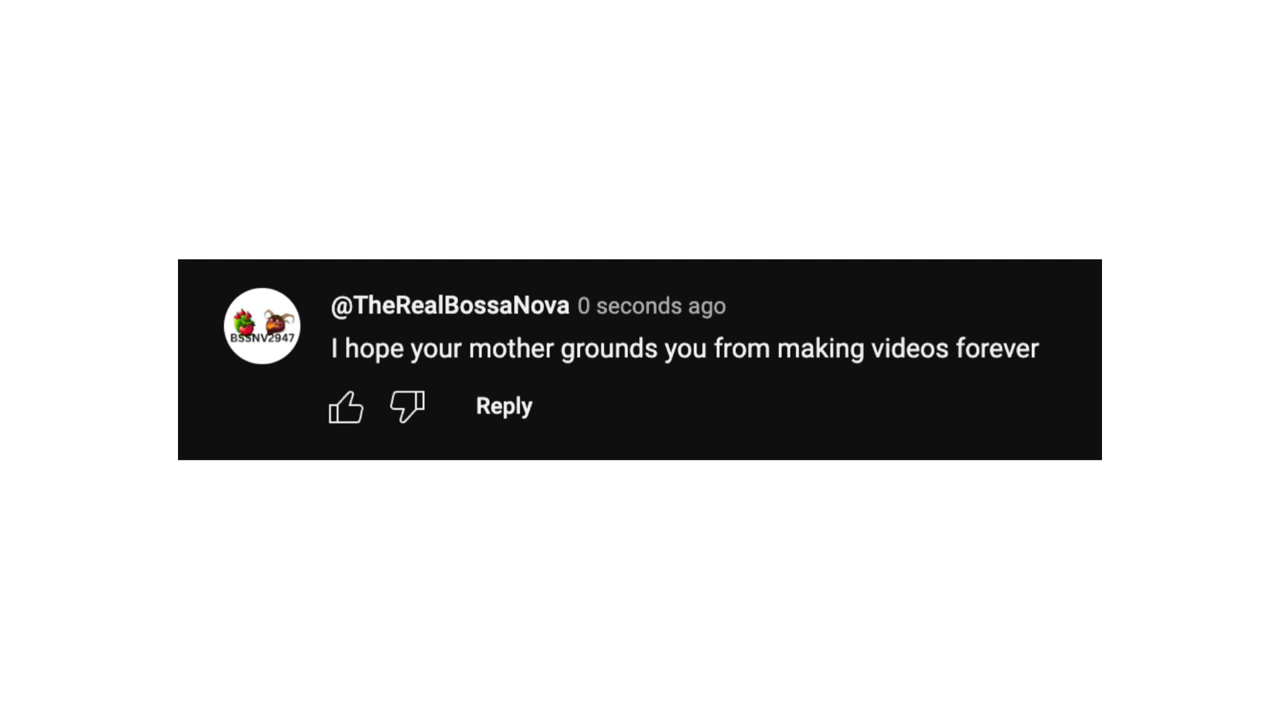 @TheRealBossaNova 0 seconds ago
BSSNV2947
I hope your mother grounds you from making videos forever
Reply